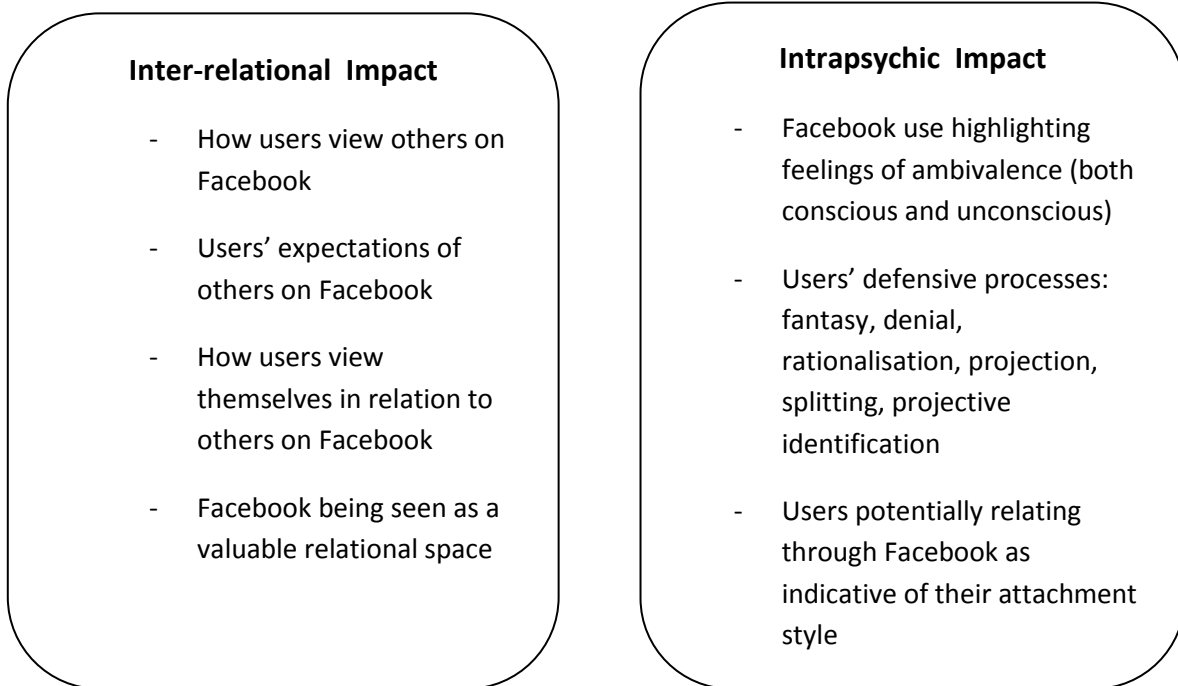 Inter-relational Impact
- How users view others on
Facebook
- Users’ expectations of
others on Facebook
- How users view
themselves in relation to
others on Facebook
- Facebook being seen as a
valuable relational space
Intrapsychic Impact
- Facebook use highlighting
feelings of ambivalence (both
conscious and unconscious)
- Users’ defensive processes:
fantasy, denial,
rationalisation, projection,
splitting, projective
identification
- Users potentially relating
through Facebook as
indicative of their attachment
style